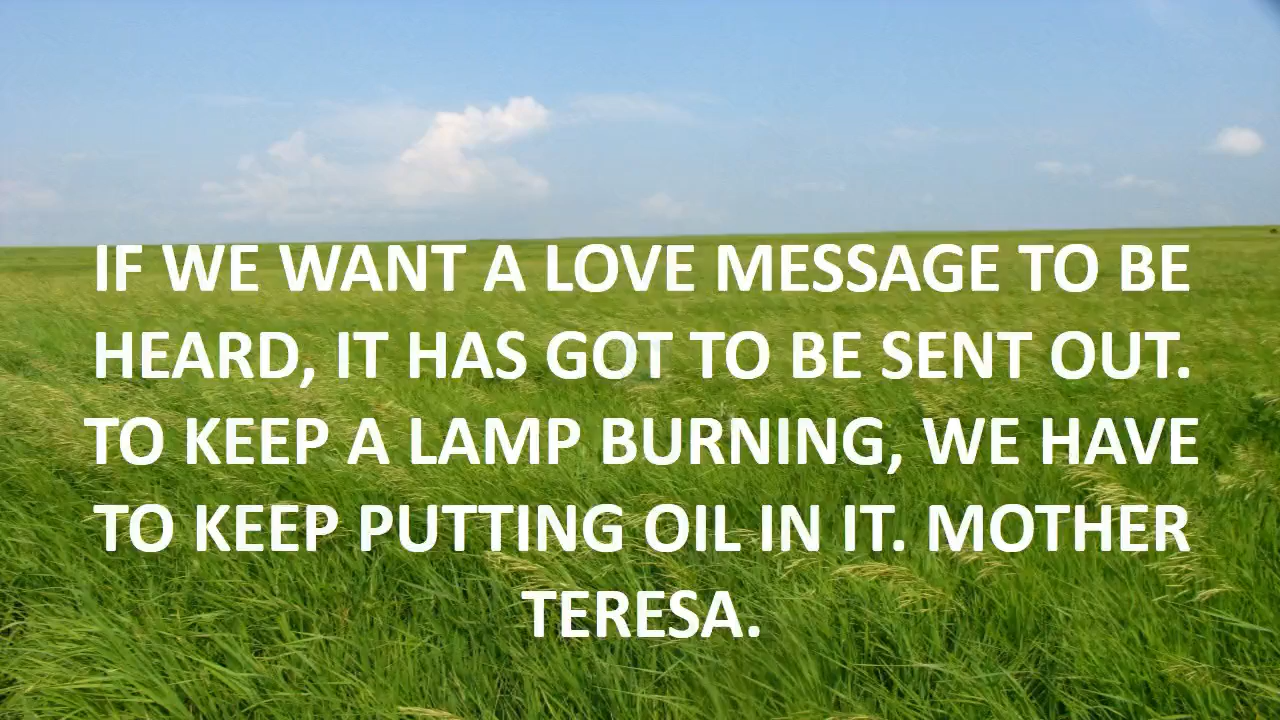 IF WE WANT A LOVE MESSAGE TO BE
HEARD, IT HAS GOT TO BE SENT OUT.
TO KEEP A LAMP BURNING, WE HAVE
TO KEEP PUTTING OIL IN IT. MOTHER
TERESA.